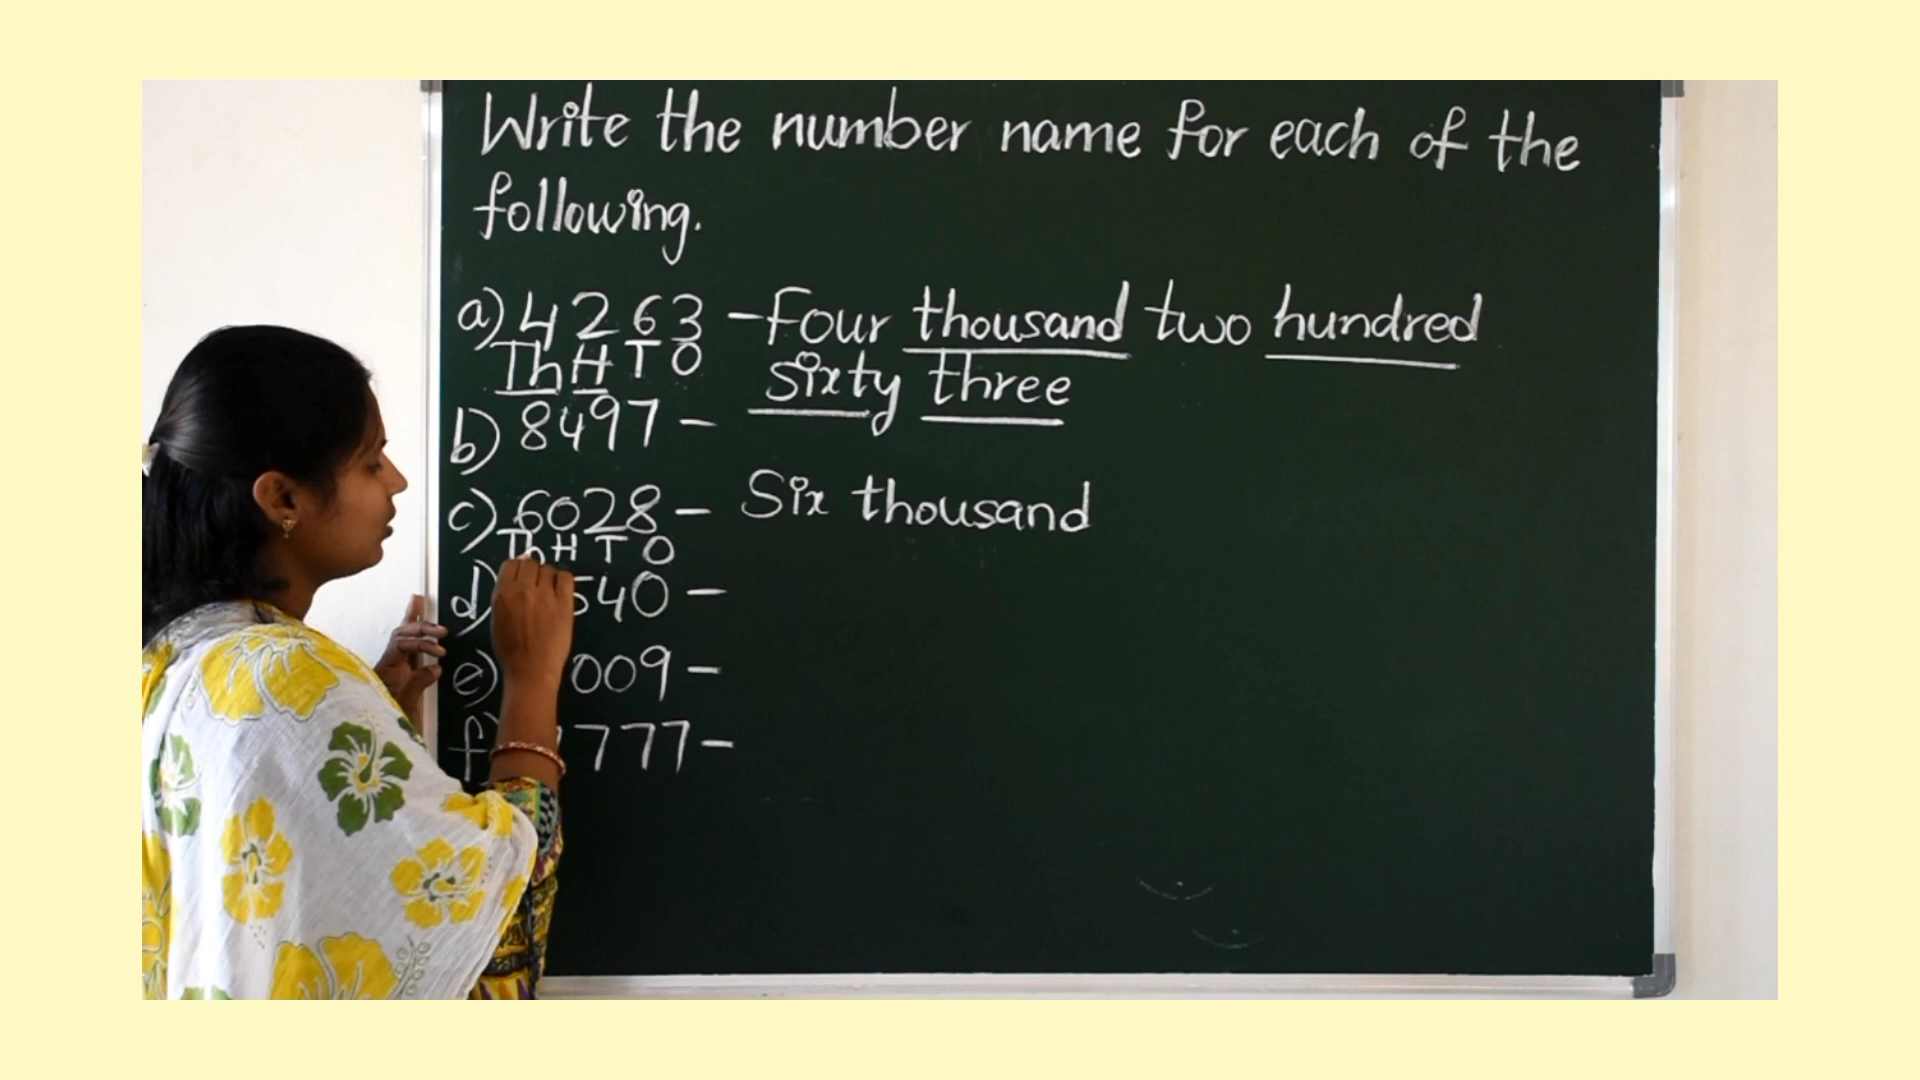 Write the number name for each of the
following.
a) 4263 - Four thousand two hundred
Th H T O
sixty three
b) 8497 -
c) 6028 - Six thousand
Th H T O
d) 540 -
e) 009 -
f) 777 -